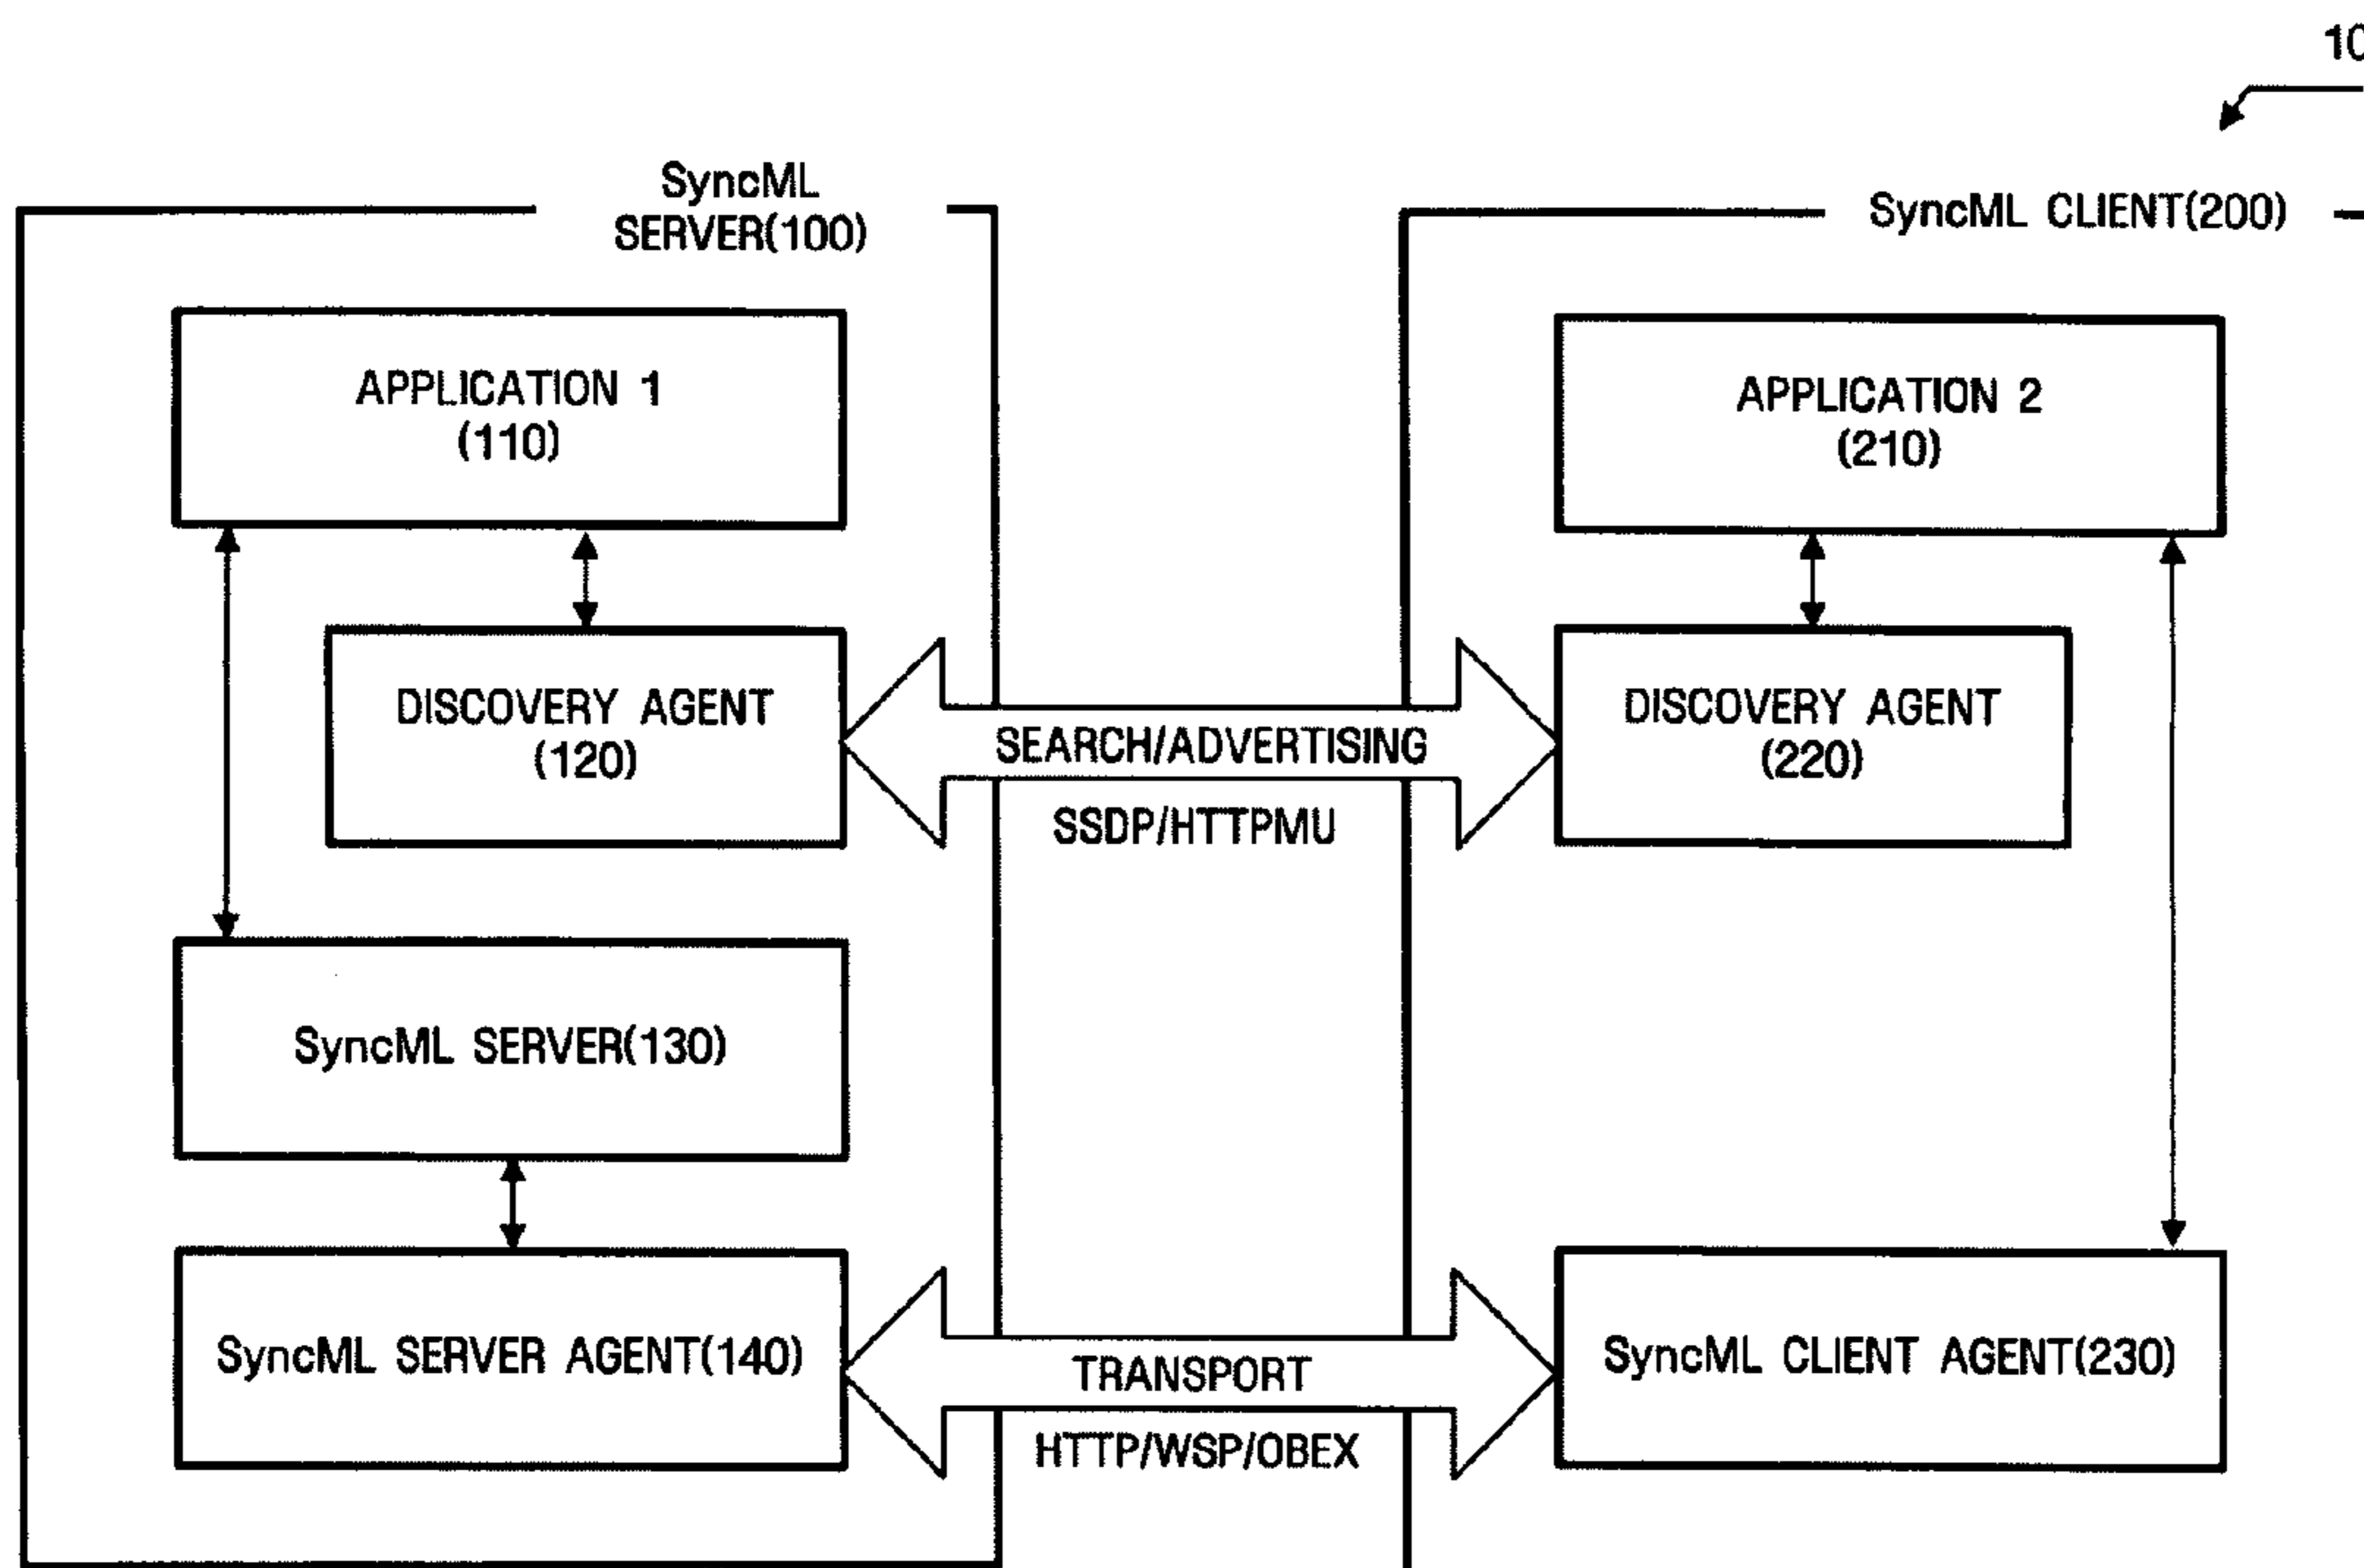 10
SyncML
SERVER(100)
SyncML CLIENT(200)
APPLICATION 1
(110)
APPLICATION 2
(210)
DISCOVERY AGENT
(120)
SEARCH/ADVERTISING
SSDP/HTTPMU
DISCOVERY AGENT
(220)
SyncML SERVER(130)
SyncML SERVER AGENT(140)
TRANSPORT
HTTP/WSP/OBEX
SyncML CLIENT AGENT(230)